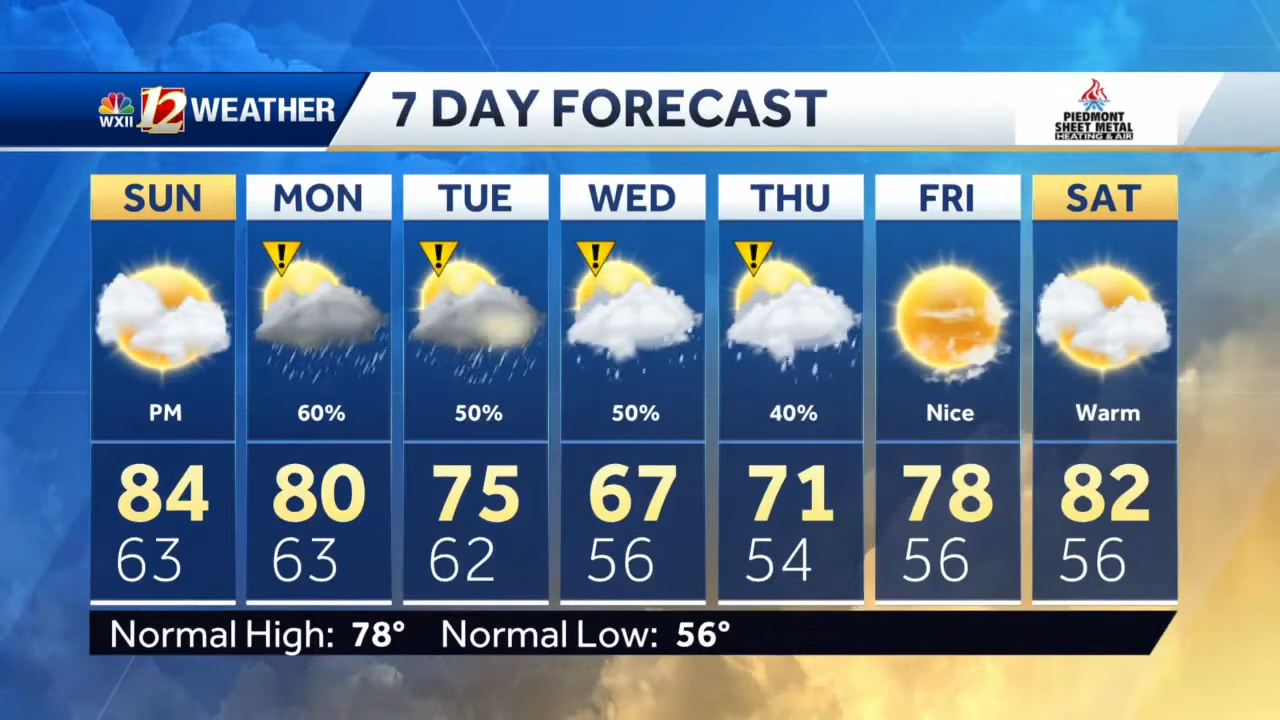 WXII 12 WEATHER
7 DAY FORECAST
PIEDMONT
SHEET METAL
HEATING & AIR
SUN MON TUE WED THU FRI SAT
! ! ! !
PM 60% 50% 50% 40% Nice Warm
84 80 75 67 71 78 82
63 63 62 56 54 56 56
Normal High: 78° Normal Low: 56°